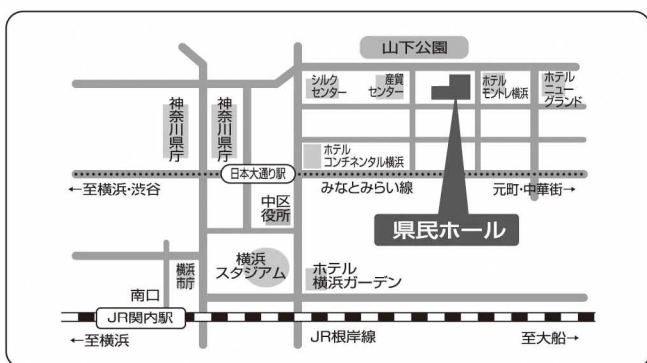 山下公園
シルク
センター
産貿
センター
ホテル
モントレ横浜
ホテル
ニュー
グランド
神奈川県庁
神奈川県庁
ホテル
コンチネンタル横浜
日本大通り駅
←至横浜・渋谷
みなとみらい線
元町・中華街→
中区
役所
県民ホール
横浜
市庁
横浜
スタジアム
ホテル
横浜ガーデン
南口
JR関内駅
←至横浜
JR根岸線
至大船→